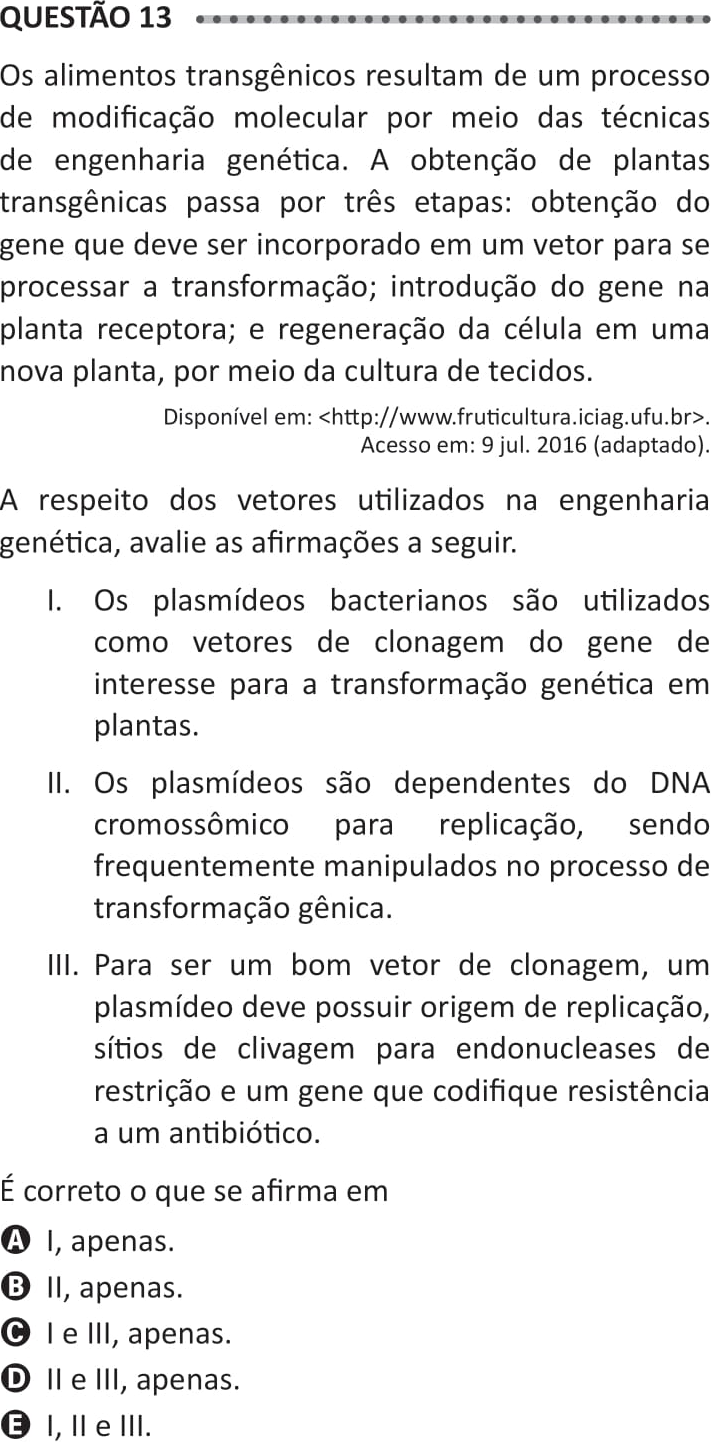 QUESTÃO 13
Os alimentos transgênicos resultam de um processo
de modificação molecular por meio das técnicas
de engenharia genética. A obtenção de plantas
transgênicas passa por três etapas: obtenção do
gene que deve ser incorporado em um vetor para se
processar a transformação; introdução do gene na
planta receptora; e regeneração da célula em uma
nova planta, por meio da cultura de tecidos.
Disponível em: <http://www.fruticultura.iciag.ufu.br>.
Acesso em: 9 jul. 2016 (adaptado).
A respeito dos vetores utilizados na engenharia
genética, avalie as afirmações a seguir.
I. Os plasmídeos bacterianos são utilizados
como vetores de clonagem do gene de
interesse para a transformação genética em
plantas.
II. Os plasmídeos são dependentes do DNA
cromossômico para replicação, sendo
frequentemente manipulados no processo de
transformação gênica.
III. Para ser um bom vetor de clonagem, um
plasmídeo deve possuir origem de replicação,
sítios de clivagem para endonucleases de
restrição e um gene que codifique resistência
a um antibiótico.
É correto o que se afirma em
A I, apenas.
B II, apenas.
C I e III, apenas.
D II e III, apenas.
E I, II e III.